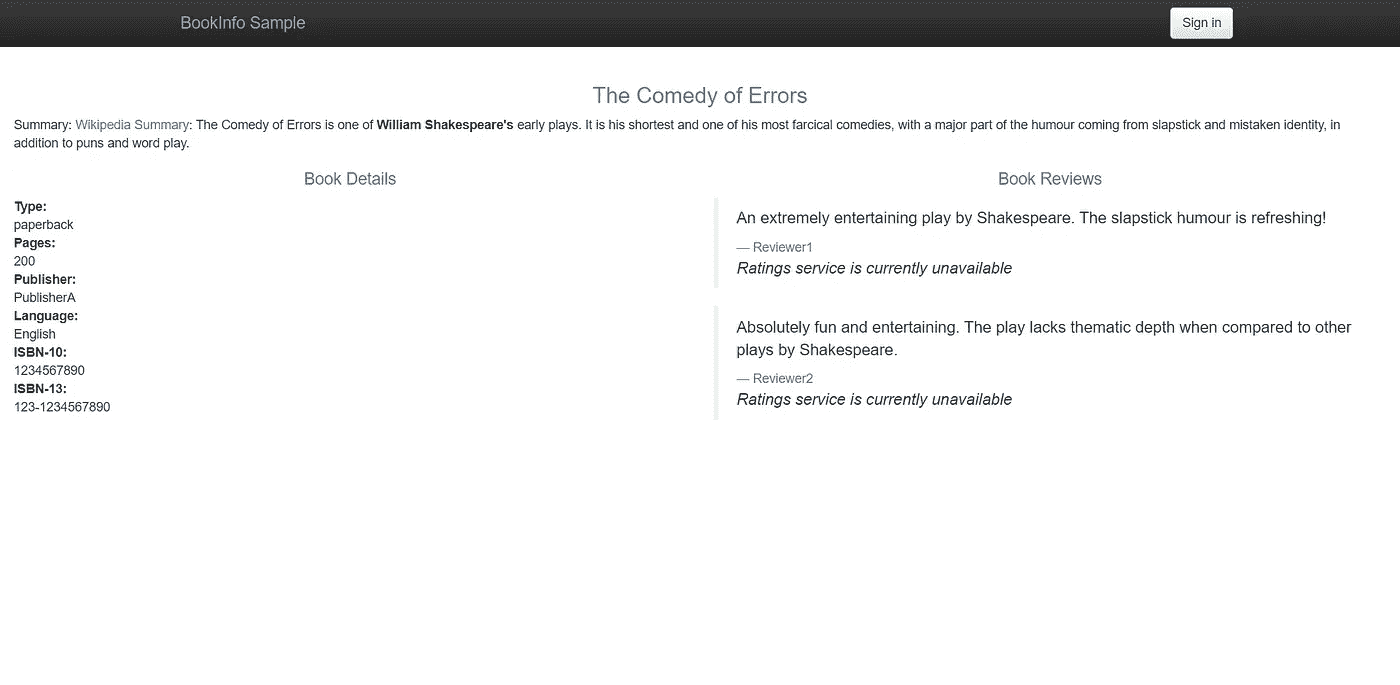 BookInfo Sample
Sign in
The Comedy of Errors
Summary: Wikipedia Summary: The Comedy of Errors is one of William Shakespeare's early plays. It is his shortest and one of his most farcical comedies, with a major part of the humour coming from slapstick and mistaken identity, in
addition to puns and word play.
Book Details
Type:
paperback
Pages:
200
Publisher:
PublisherA
Language:
English
ISBN-10:
1234567890
ISBN-13:
123-1234567890
Book Reviews
An extremely entertaining play by Shakespeare. The slapstick humour is refreshing!
— Reviewer1
Ratings service is currently unavailable
Absolutely fun and entertaining. The play lacks thematic depth when compared to other
plays by Shakespeare.
— Reviewer2
Ratings service is currently unavailable